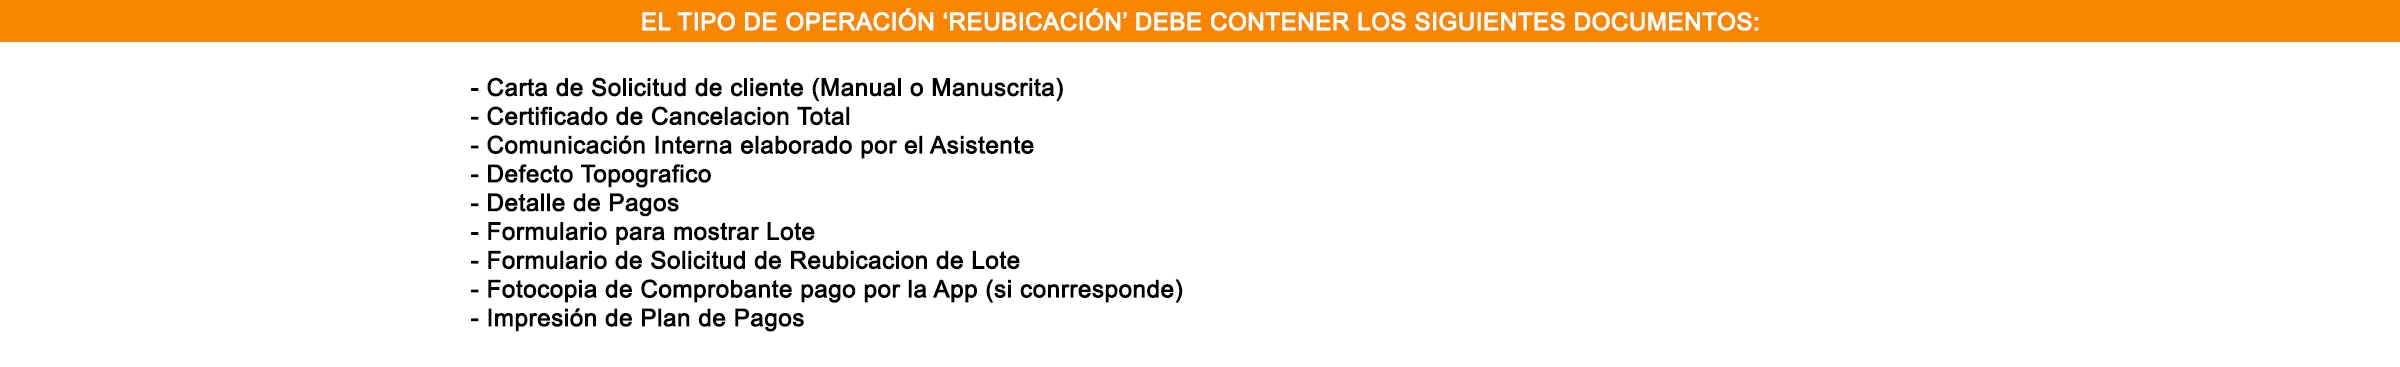 EL TIPO DE OPERACIÓN ‘REUBICACIÓN’ DEBE CONTENER LOS SIGUIENTES DOCUMENTOS:
- Carta de Solicitud de cliente (Manual o Manuscrita)
- Certificado de Cancelacion Total
- Comunicación Interna elaborado por el Asistente
- Defecto Topografico
- Detalle de Pagos
- Formulario para mostrar Lote
- Formulario de Solicitud de Reubicacion de Lote
- Fotocopia de Comprobante pago por la App (si conrresponde)
- Impresión de Plan de Pagos